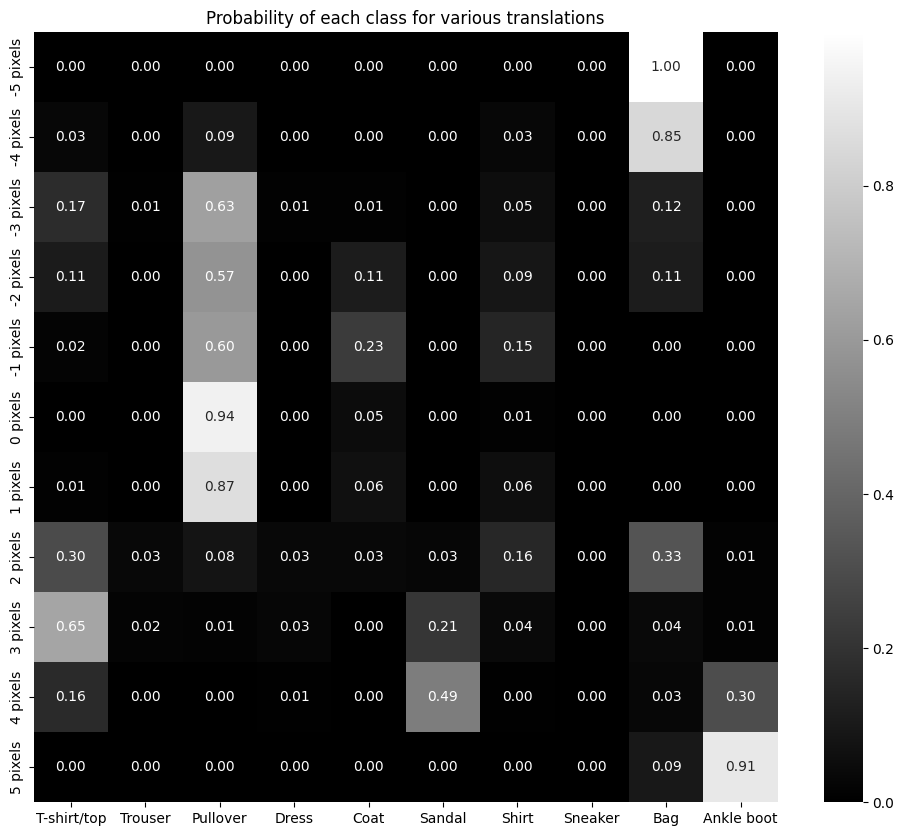 Probability of each class for various translations
-5 pixels 0.00 0.00 0.00 0.00 0.00 0.00 0.00 0.00 1.00 0.00
-4 pixels 0.03 0.00 0.09 0.00 0.00 0.00 0.03 0.00 0.85 0.00
-3 pixels 0.17 0.01 0.63 0.01 0.01 0.00 0.05 0.00 0.12 0.00
-2 pixels 0.11 0.00 0.57 0.00 0.11 0.00 0.09 0.00 0.11 0.00
-1 pixels 0.02 0.00 0.60 0.00 0.23 0.00 0.15 0.00 0.00 0.00
0 pixels 0.00 0.00 0.94 0.00 0.05 0.00 0.01 0.00 0.00 0.00
1 pixels 0.01 0.00 0.87 0.00 0.06 0.00 0.06 0.00 0.00 0.00
2 pixels 0.30 0.03 0.08 0.03 0.03 0.03 0.16 0.00 0.33 0.01
3 pixels 0.65 0.02 0.01 0.03 0.00 0.21 0.04 0.00 0.04 0.01
4 pixels 0.16 0.00 0.00 0.01 0.00 0.49 0.00 0.00 0.03 0.30
5 pixels 0.00 0.00 0.00 0.00 0.00 0.00 0.00 0.00 0.09 0.91
T-shirt/top Trouser Pullover Dress Coat Sandal Shirt Sneaker Bag Ankle boot
0.8
0.6
0.4
0.2
0.0